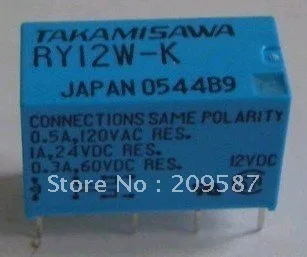 TAKAMISAWA
RY12W-K
JAPAN 0544B9
CONNECTIONS SAME POLARITY
0.5A,120VAC RES.
1A,24VDC RES.
0.3A,60VDC RES.
12VDC
Store No : 209587